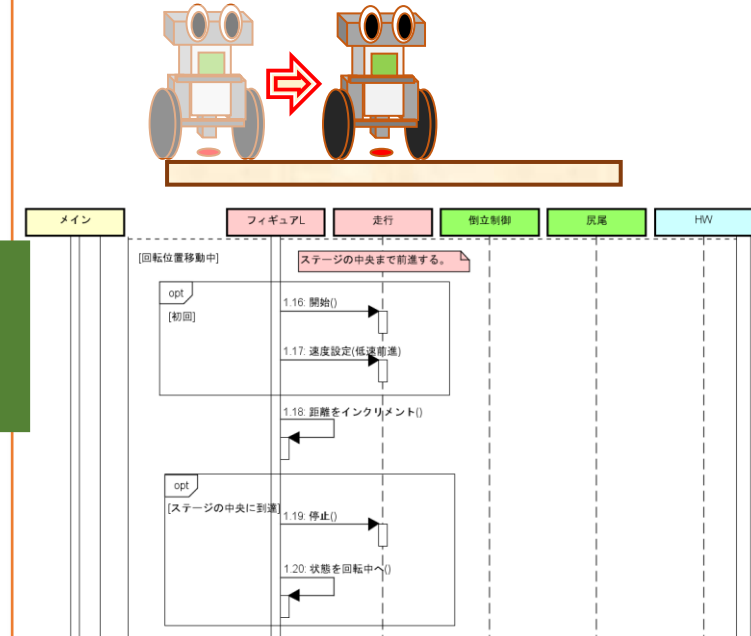 メイン
フィギュアL
走行
倒立制御
尻尾
HW
[回転位置移動中]
ステージの中央まで前進する。
opt
[初回]
1.16: 開始()
1.17: 速度設定(低速前進)
1.18: 距離をインクリメント()
opt
[ステージの中央に到達]
1.19: 停止()
1.20: 状態を回転中へ()